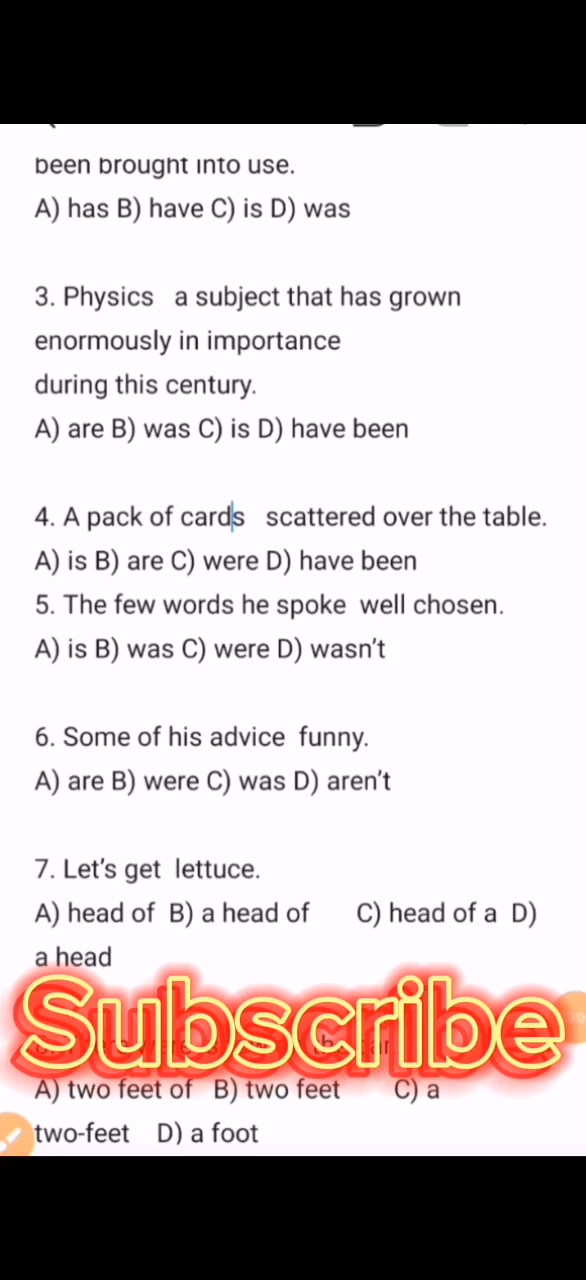 been brought into use.
A) has B) have C) is D) was
3. Physics a subject that has grown
enormously in importance
during this century.
A) are B) was C) is D) have been
4. A pack of cards scattered over the table.
A) is B) are C) were D) have been
5. The few words he spoke well chosen.
A) is B) was C) were D) wasn't
6. Some of his advice funny.
A) are B) were C) was D) aren't
7. Let's get lettuce.
A) head of B) a head of C) head of a D)
a head
Subscribe
A) two feet of B) two feet C) a
two-feet D) a foot